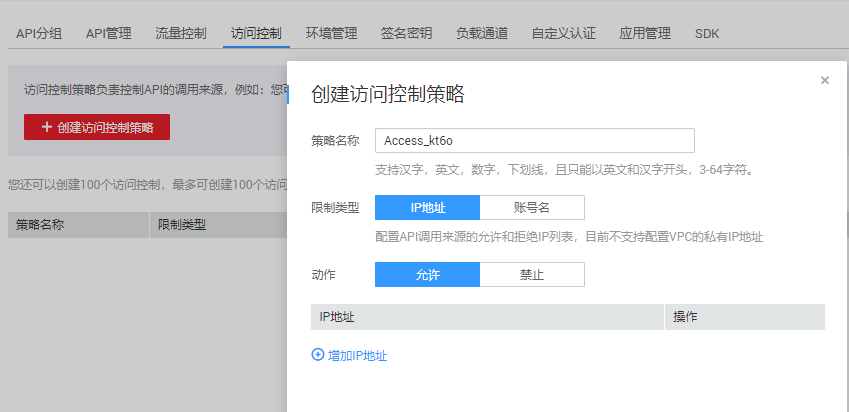 API分组 API管理 流量控制 访问控制 环境管理 签名密钥 负载通道 自定义认证 应用管理 SDK
访问控制策略负责控制API的调用来源，例如：您
+ 创建访问控制策略
您还可以创建100个访问控制，最多可创建100个访问
策略名称 限制类型
创建访问控制策略 ×
策略名称 Access_kt6o
支持汉字，英文，数字，下划线，且只能以英文和汉字开头，3-64字符。
限制类型 IP地址 账号名
配置API调用来源的允许和拒绝IP列表，目前不支持配置VPC的私有IP地址
动作 允许 禁止
IP地址 操作
增加IP地址